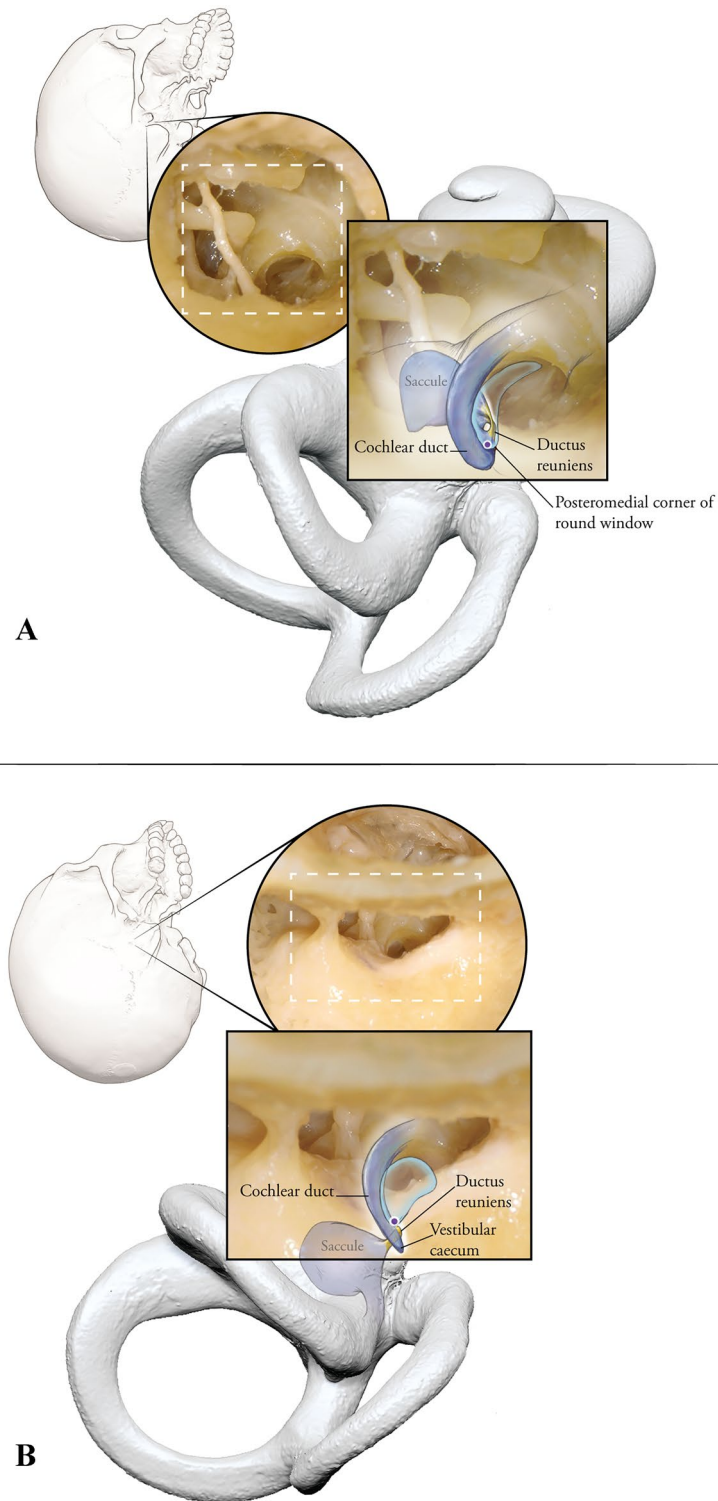 Saccule
Cochlear duct
Ductus
reuniens
Posteromedial corner of
round window
A
Cochlear duct
Ductus
reuniens
Vestibular
caecum
Saccule
B